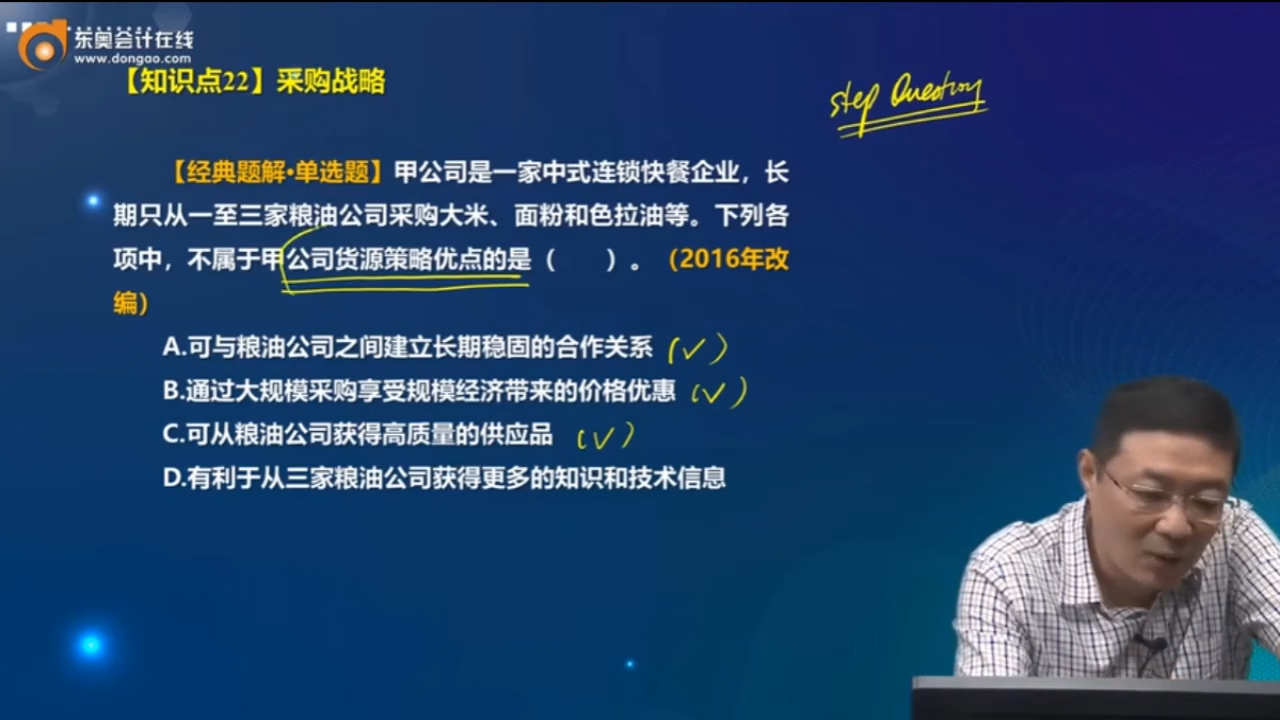 东奥会计在线
www.dongao.com
【知识点22】采购战略
step Question
【经典题解·单选题】甲公司是一家中式连锁快餐企业，长
期只从一至三家粮油公司采购大米、面粉和色拉油等。下列各
项中，不属于甲公司货源策略优点的是（　　）。（2016年改
编）
A.可与粮油公司之间建立长期稳固的合作关系 (✓)
B.通过大规模采购享受规模经济带来的价格优惠 (✓)
C.可从粮油公司获得高质量的供应品 (✓)
D.有利于从三家粮油公司获得更多的知识和技术信息